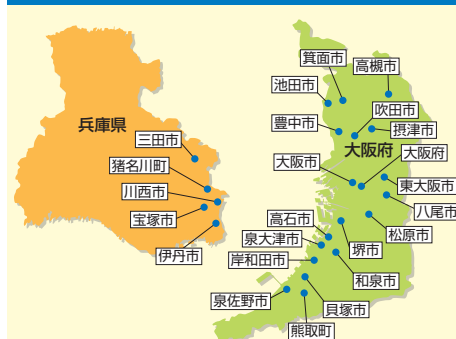 兵庫県
三田市
猪名川町
川西市
宝塚市
伊丹市
箕面市
高槻市
池田市
吹田市
豊中市
摂津市
大阪府
大阪市
大阪府
東大阪市
八尾市
高石市
松原市
泉大津市
堺市
岸和田市
和泉市
泉佐野市
貝塚市
熊取町